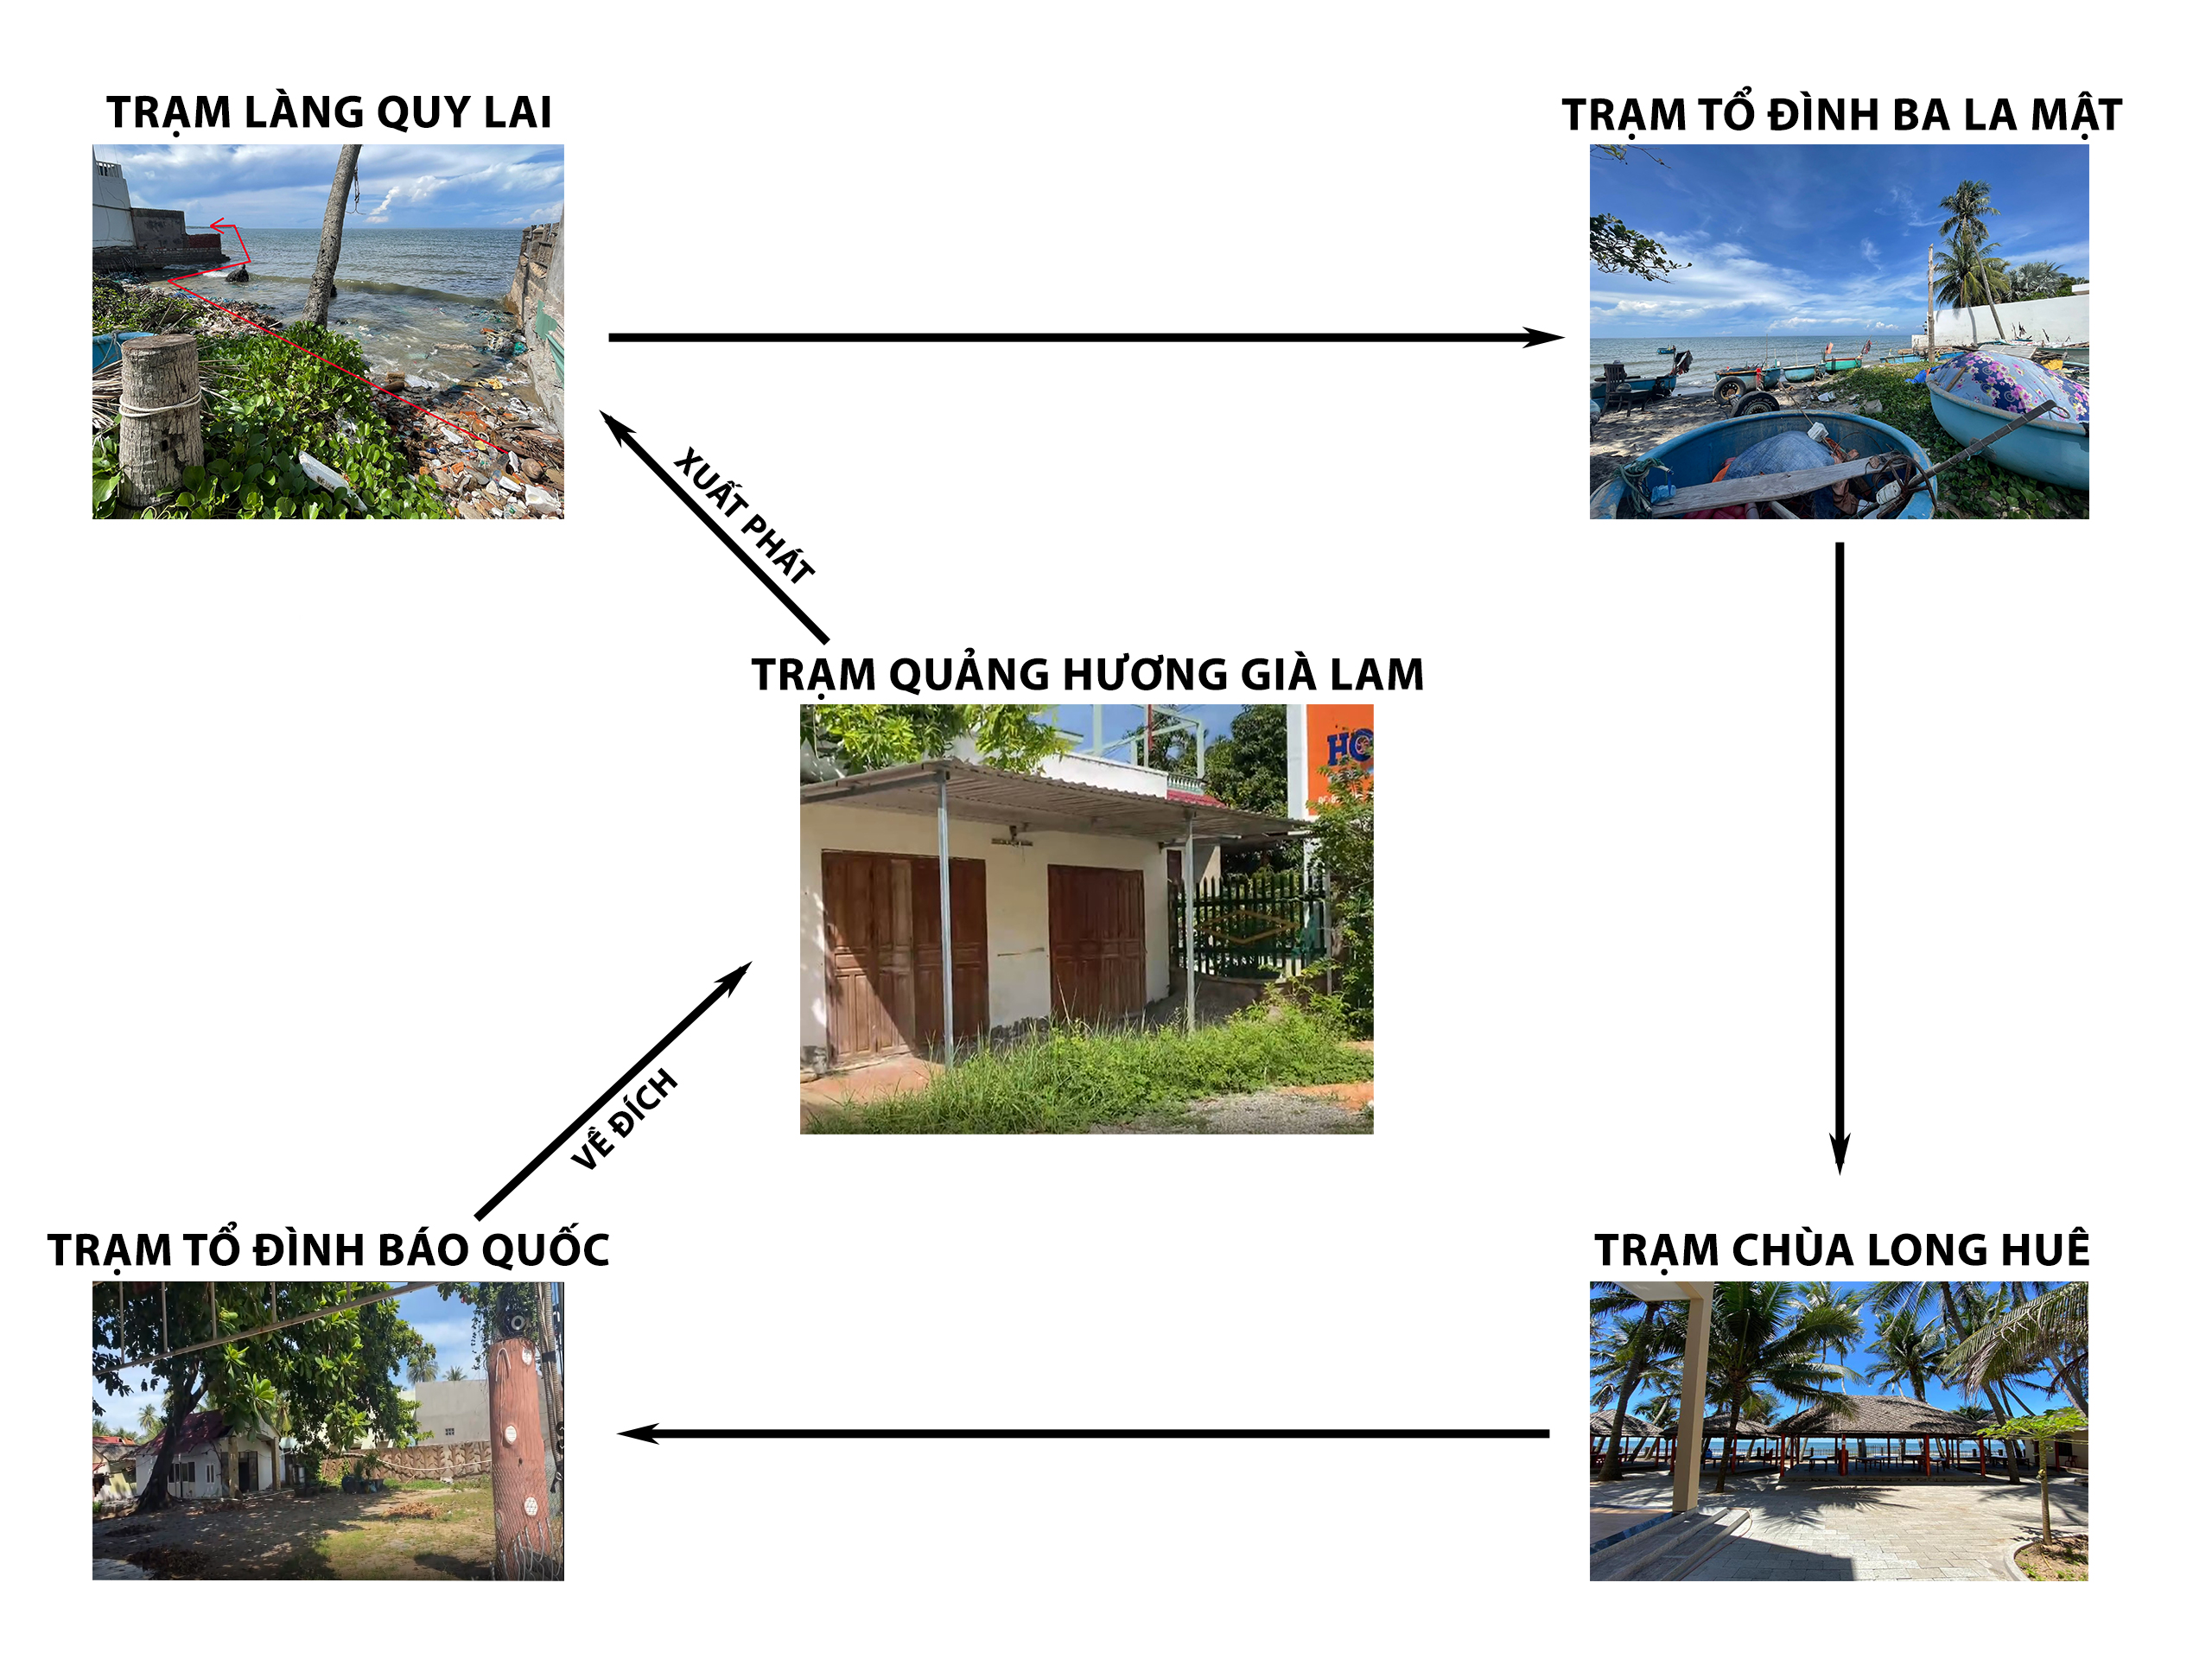 TRẠM LÀNG QUY LAI
TRẠM TỔ ĐÌNH BA LA MẬT
XUẤT PHÁT
TRẠM QUẢNG HƯƠNG GIÀ LAM
HO
VỀ ĐÍCH
TRẠM TỔ ĐÌNH BÁO QUỐC
TRẠM CHÙA LONG HUÊ